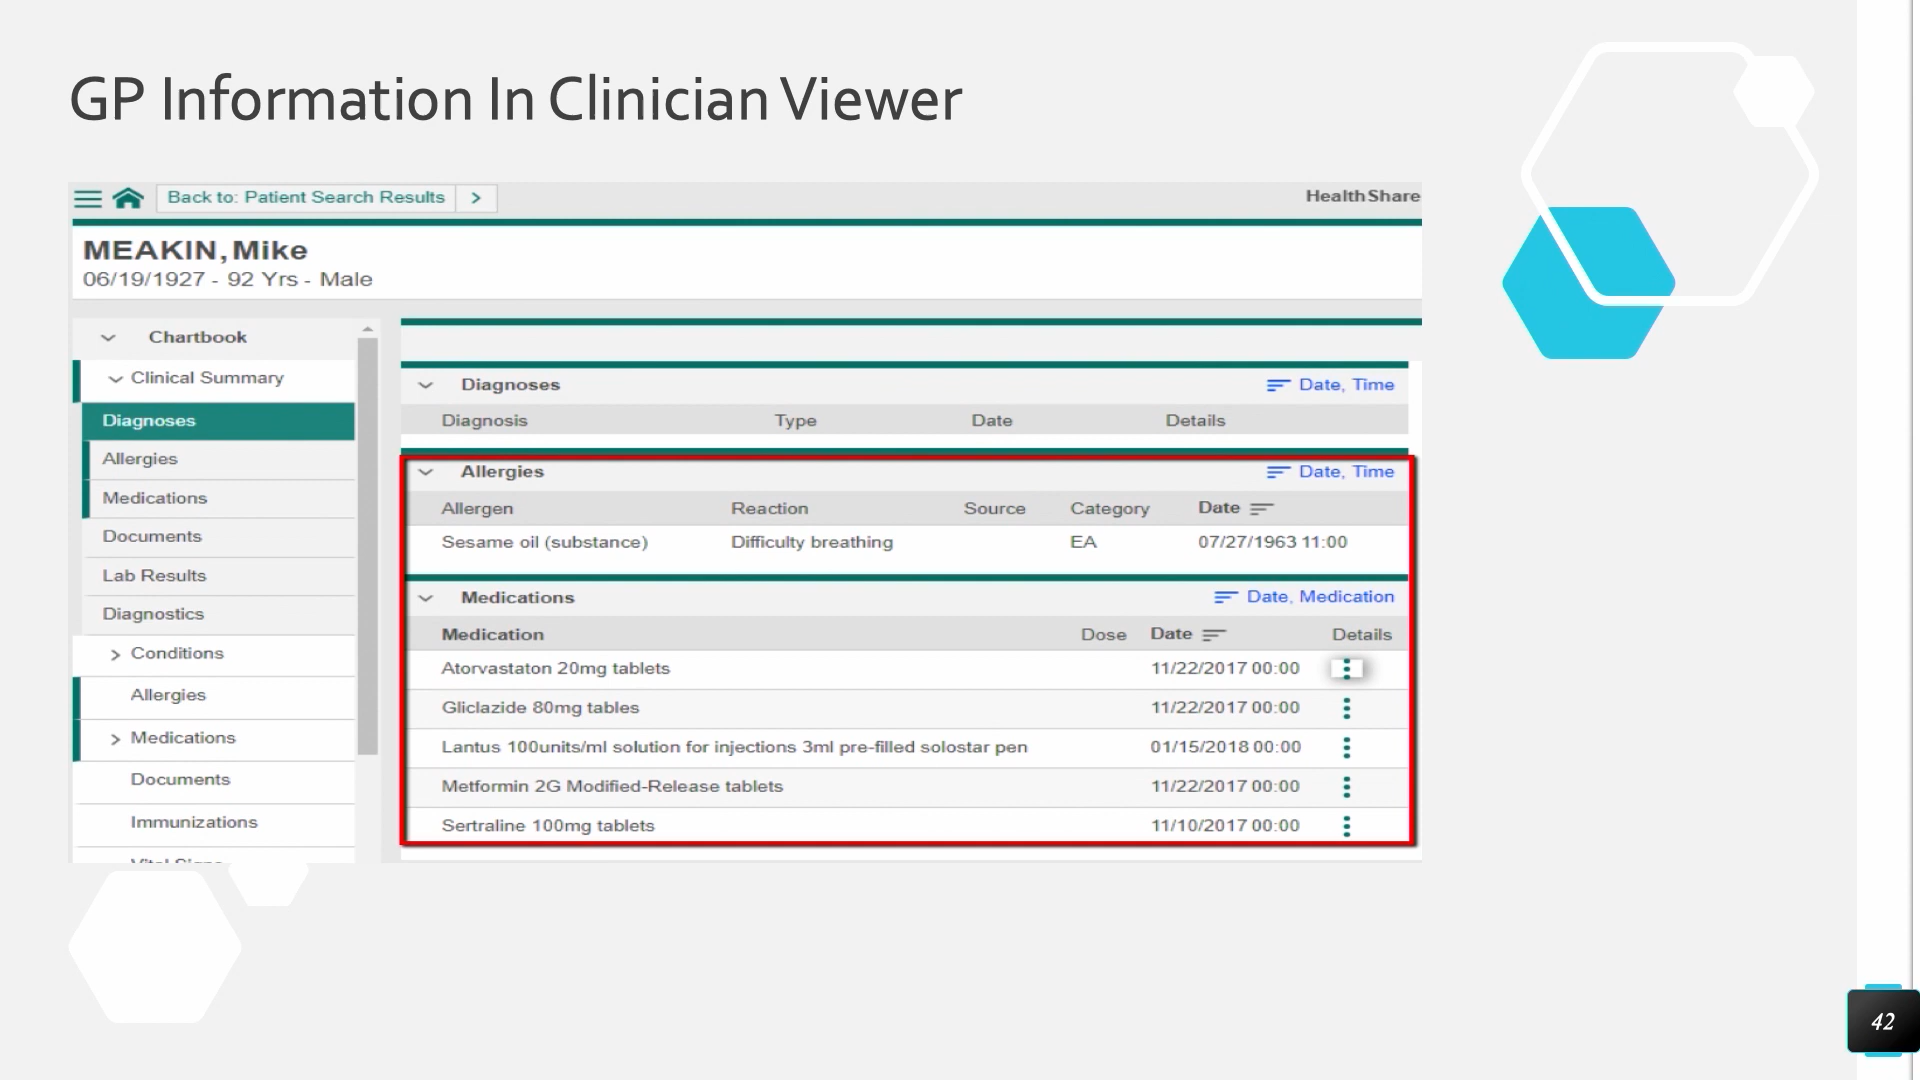 GP Information In Clinician Viewer
Back to: Patient Search Results >
HealthShare
MEAKIN, Mike
06/19/1927 - 92 Yrs - Male
Chartbook
Clinical Summary
Diagnoses
Allergies
Medications
Documents
Lab Results
Diagnostics
Conditions
Allergies
Medications
Documents
Immunizations
Diagnoses Date, Time
Diagnosis Type Date Details
Allergies Date, Time
Allergen Reaction Source Category Date
Sesame oil (substance) Difficulty breathing EA 07/27/1963 11:00
Medications Date, Medication
Medication Dose Date Details
Atorvastaton 20mg tablets 11/22/2017 00:00
Gliclazide 80mg tables 11/22/2017 00:00
Lantus 100units/ml solution for injections 3ml pre-filled solostar pen 01/15/2018 00:00
Metformin 2G Modified-Release tablets 11/22/2017 00:00
Sertraline 100mg tablets 11/10/2017 00:00
42